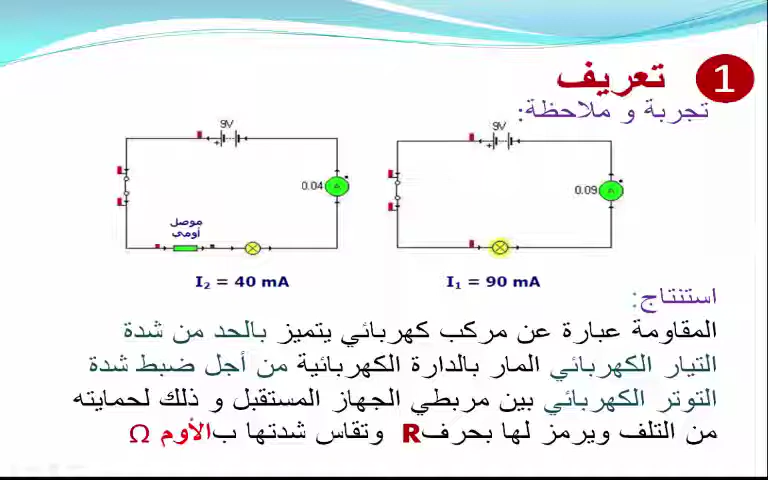 1 تعريف
تجربة و ملاحظة:
9V
0.04
موصل
أومي
I₂ = 40 mA
9V
0.09
I₁ = 90 mA
استنتاج:
المقاومة عبارة عن مركب كهربائي يتميز بالحد من شدة
التيار الكهربائي المار بالدارة الكهربائية من أجل ضبط شدة
التوتر الكهربائي بين مربطي الجهاز المستقبل و ذلك لحمايته
من التلف ويرمز لها بحرفR وتقاس شدتها بالأوم Ω